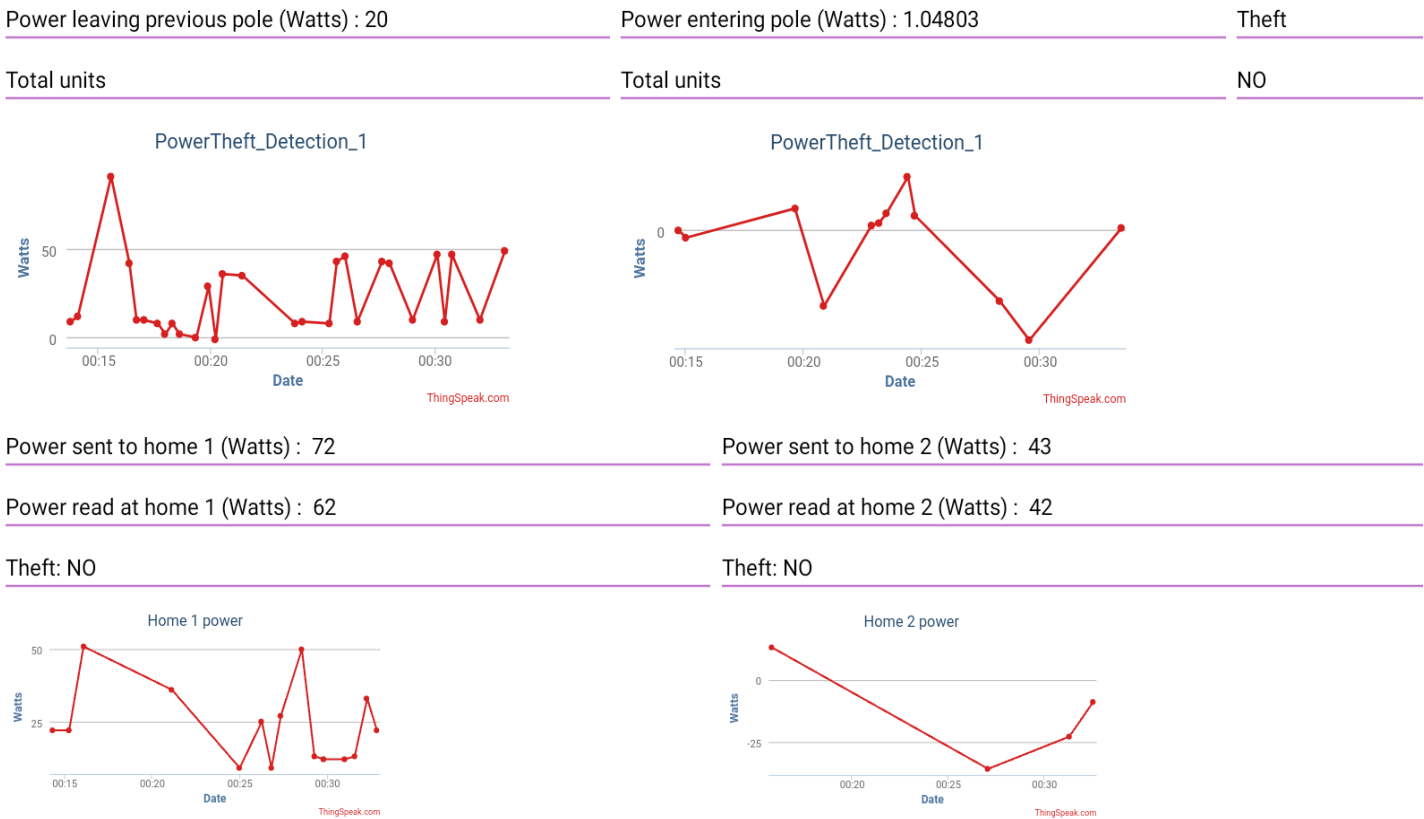 Power leaving previous pole (Watts) : 20
Power entering pole (Watts) : 1.04803
Theft
Total units
Total units
NO
PowerTheft_Detection_1
Watts
50
0
00:15
00:20
00:25
00:30
Date
ThingSpeak.com
PowerTheft_Detection_1
Watts
0
00:15
00:20
00:25
00:30
Date
ThingSpeak.com
Power sent to home 1 (Watts) : 72
Power sent to home 2 (Watts) : 43
Power read at home 1 (Watts) : 62
Power read at home 2 (Watts) : 42
Theft: NO
Theft: NO
Home 1 power
Watts
50
25
00:15
00:20
00:25
00:30
Date
ThingSpeak.com
Home 2 power
Watts
0
-25
00:20
00:25
00:30
Date
ThingSpeak.com